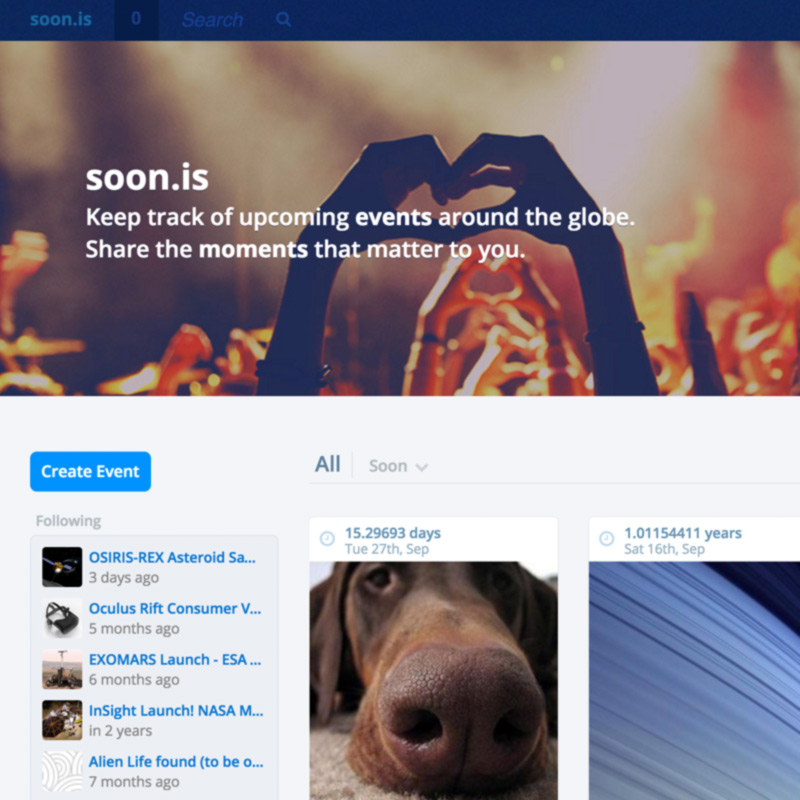 soon.is 0 Search
soon.is
Keep track of upcoming events around the globe.
Share the moments that matter to you.
Create Event
All Soon
Following
OSIRIS-REX Asteroid Sa...
3 days ago
Oculus Rift Consumer V...
5 months ago
EXOMARS Launch - ESA ...
6 months ago
InSight Launch! NASA M...
in 2 years
Alien Life found (to be o...
7 months ago
15.29693 days
Tue 27th, Sep
1.01154411 years
Sat 16th, Sep